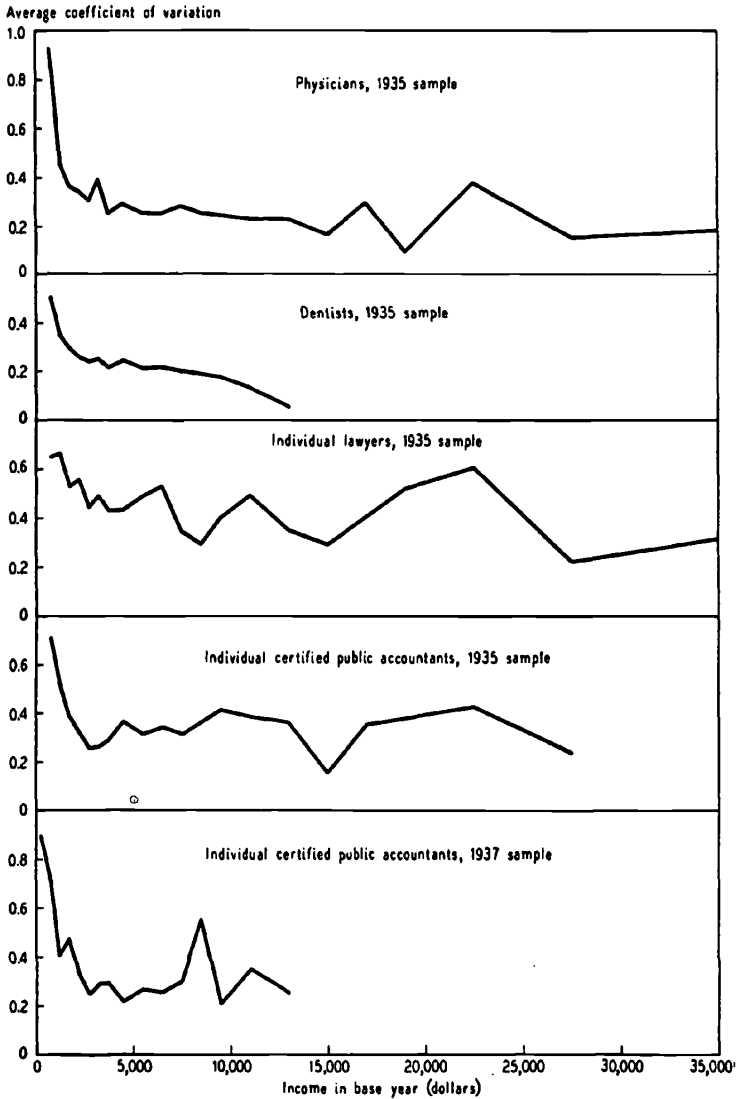 Average coefficient of variation
1.0
Physicians, 1935 sample
0.8
0.6
0.4
0.2
0
Dentists, 1935 sample
0.4
0.2
0
Individual lawyers, 1935 sample
0.6
0.4
0.2
0
Individual certified public accountants, 1935 sample
0.6
0.4
0.2
0
Individual certified public accountants, 1937 sample
0.8
0.6
0.4
0.2
0
0 5,000 10,000 15,000 20,000 25,000 30,000 35,000
Income in base year (dollars)